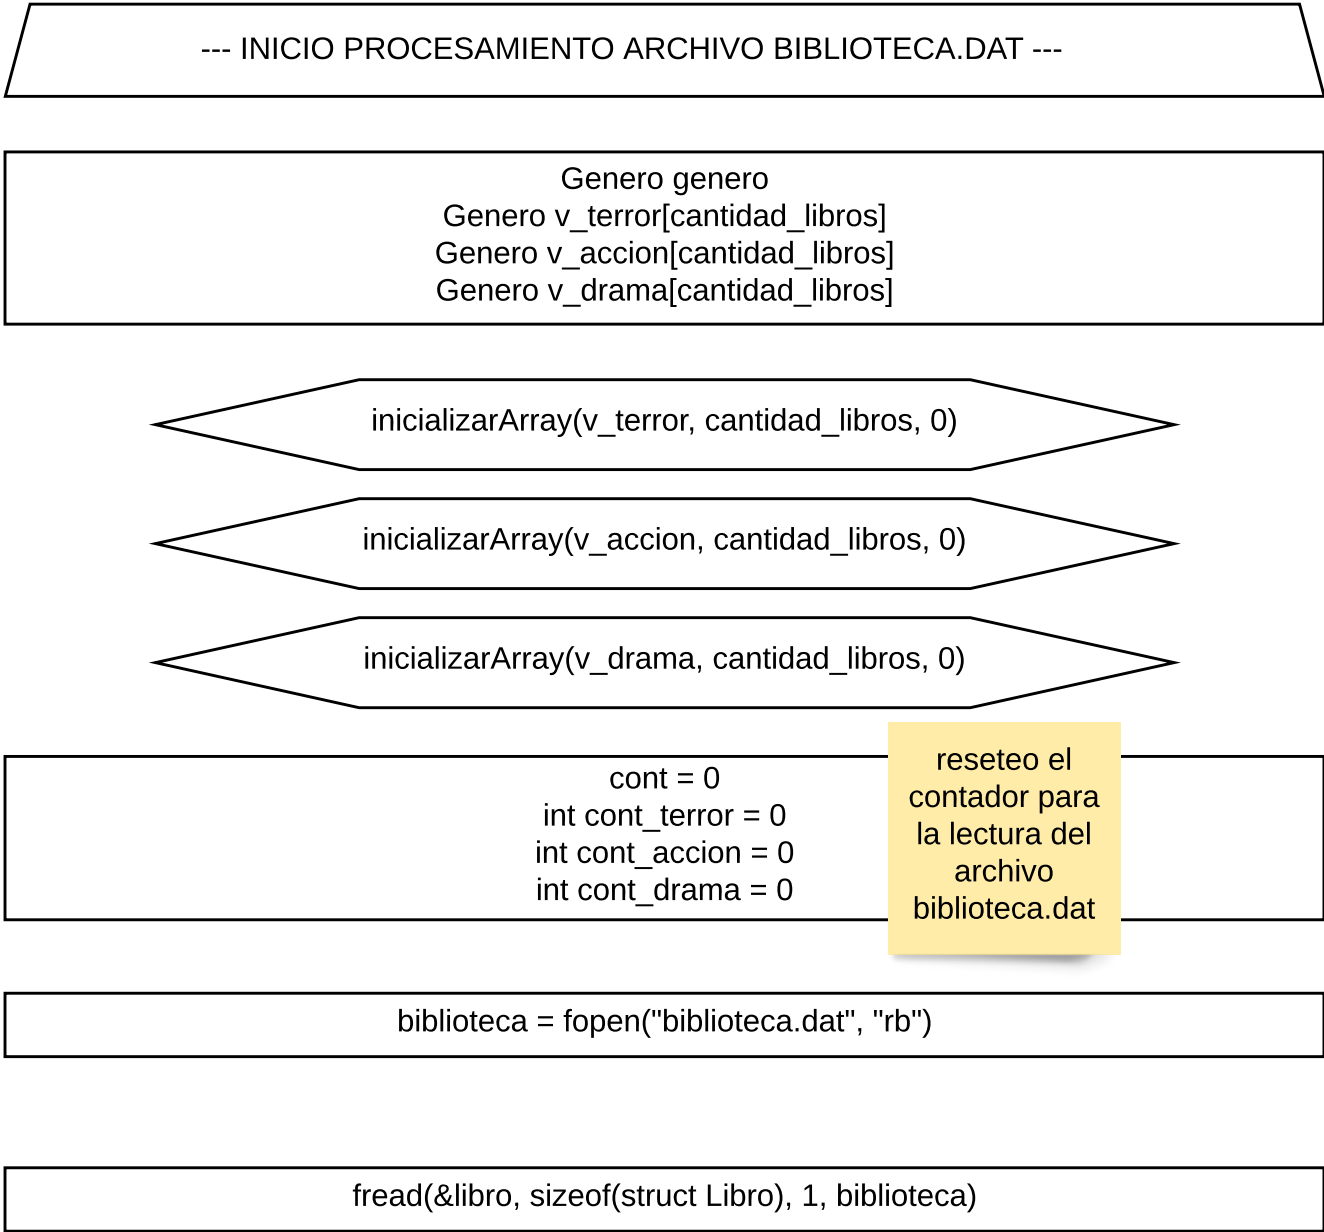 --- INICIO PROCESAMIENTO ARCHIVO BIBLIOTECA.DAT ---
Genero genero
Genero v_terror[cantidad_libros]
Genero v_accion[cantidad_libros]
Genero v_drama[cantidad_libros]
inicializarArray(v_terror, cantidad_libros, 0)
inicializarArray(v_accion, cantidad_libros, 0)
inicializarArray(v_drama, cantidad_libros, 0)
cont = 0
int cont_terror = 0
int cont_accion = 0
int cont_drama = 0
reseteo el
contador para
la lectura del
archivo
biblioteca.dat
biblioteca = fopen("biblioteca.dat", "rb")
fread(&libro, sizeof(struct Libro), 1, biblioteca)